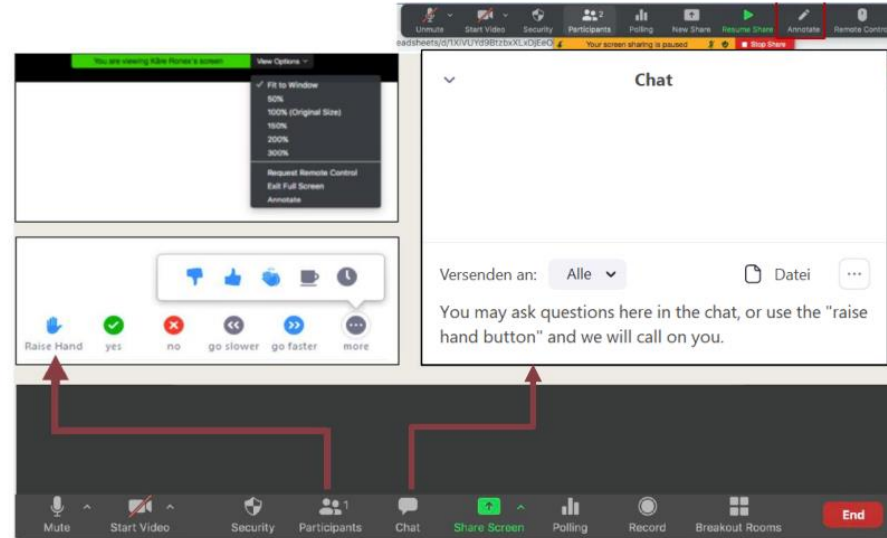 Unmute Start Video Security Participants 2 Polling New Share Resume Share Annotate Remote Control
Your screen sharing is paused Stop Share
You are viewing Kåre Ronex's screen View Options
Fit to Window
50%
100% (Original Size)
150%
200%
300%
Request Remote Control
Exit Full Screen
Annotate
Chat
Versenden an: Alle Datei
You may ask questions here in the chat, or use the "raise
hand button" and we will call on you.
Raise Hand yes no go slower go faster more
1
Mute Start Video Security Participants Chat Share Screen Polling Record Breakout Rooms End